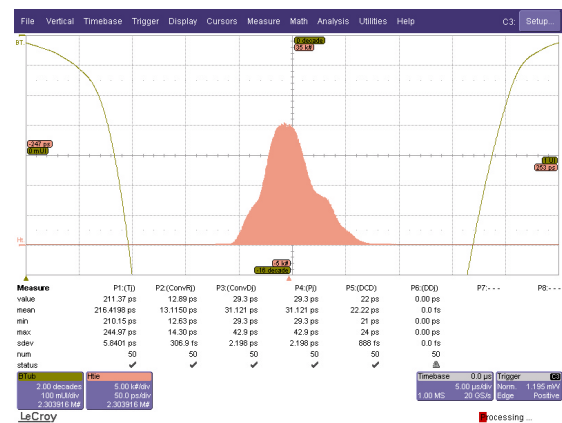 File Vertical Timebase Trigger Display Cursors Measure Math Analysis Utilities Help C3: Setup...
BT.
0 decade
35 k#
-247 ps
0 mUI
1 UI
253 ps
Ht.
-5 k#
-16 decade
Measure P1:(Tj) P2:(ConvRj) P3:(ConvDj) P4:(Pj) P5:(DCD) P6:(DDj) P7:- - - P8:- - -
value 211.37 ps 12.89 ps 29.3 ps 29.3 ps 22 ps 0.00 ps
mean 216.4198 ps 13.1150 ps 31.121 ps 31.121 ps 22.22 ps 0.0 fs
min 210.15 ps 12.63 ps 29.3 ps 29.3 ps 21 ps 0.00 ps
max 244.97 ps 14.30 ps 42.9 ps 42.9 ps 24 ps 0.00 ps
sdev 5.8401 ps 306.9 fs 2.198 ps 2.198 ps 888 fs 0.0 fs
num 50 50 50 50 50 50
status
BTub Htie Timebase 0.0 µs Trigger C3
2.00 decades 5.00 k#/div 5.00 µs/div Norm. 1.195 mW
100 mUI/div 50.0 ps/div 1.00 MS 20 GS/s Edge Positive
2.303916 M# 2.303916 M#
LeCroy Processing ...